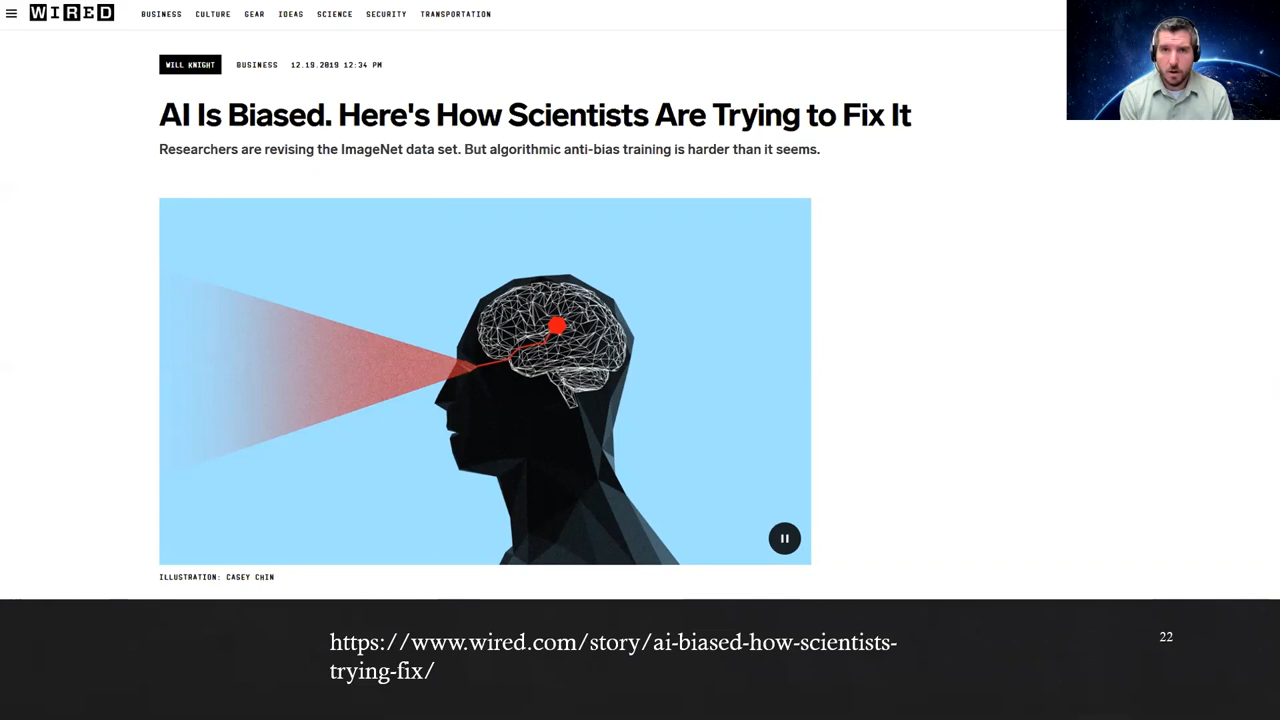 WIRED
BUSINESS CULTURE GEAR IDEAS SCIENCE SECURITY TRANSPORTATION
WILL KNIGHT BUSINESS 12.19.2019 12:34 PM
AI Is Biased. Here's How Scientists Are Trying to Fix It
Researchers are revising the ImageNet data set. But algorithmic anti-bias training is harder than it seems.
ILLUSTRATION: CASEY CHIN
https://www.wired.com/story/ai-biased-how-scientists-
trying-fix/
22